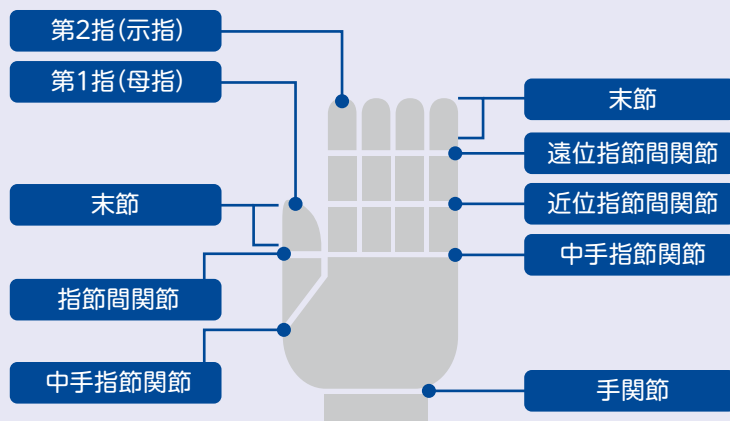 第2指(示指)
第1指(母指)
末節
指節間関節
中手指節関節
末節
遠位指節間関節
近位指節間関節
中手指節関節
手関節